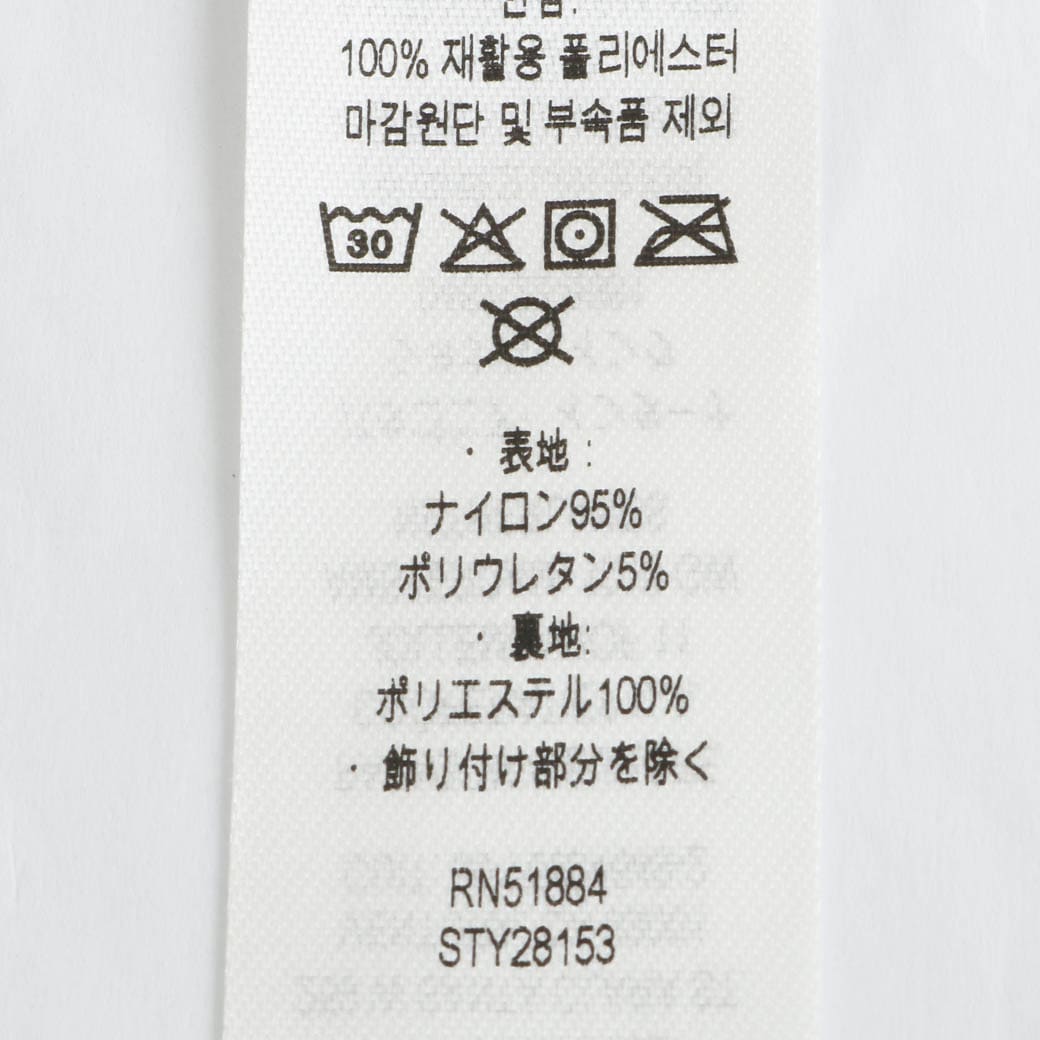 100% 재활용 폴리에스터
마감원단 및 부속품 제외
30
・表地：
ナイロン95%
ポリウレタン5%
・裏地:
ポリエステル100%
・飾り付け部分を除く
RN51884
STY28153